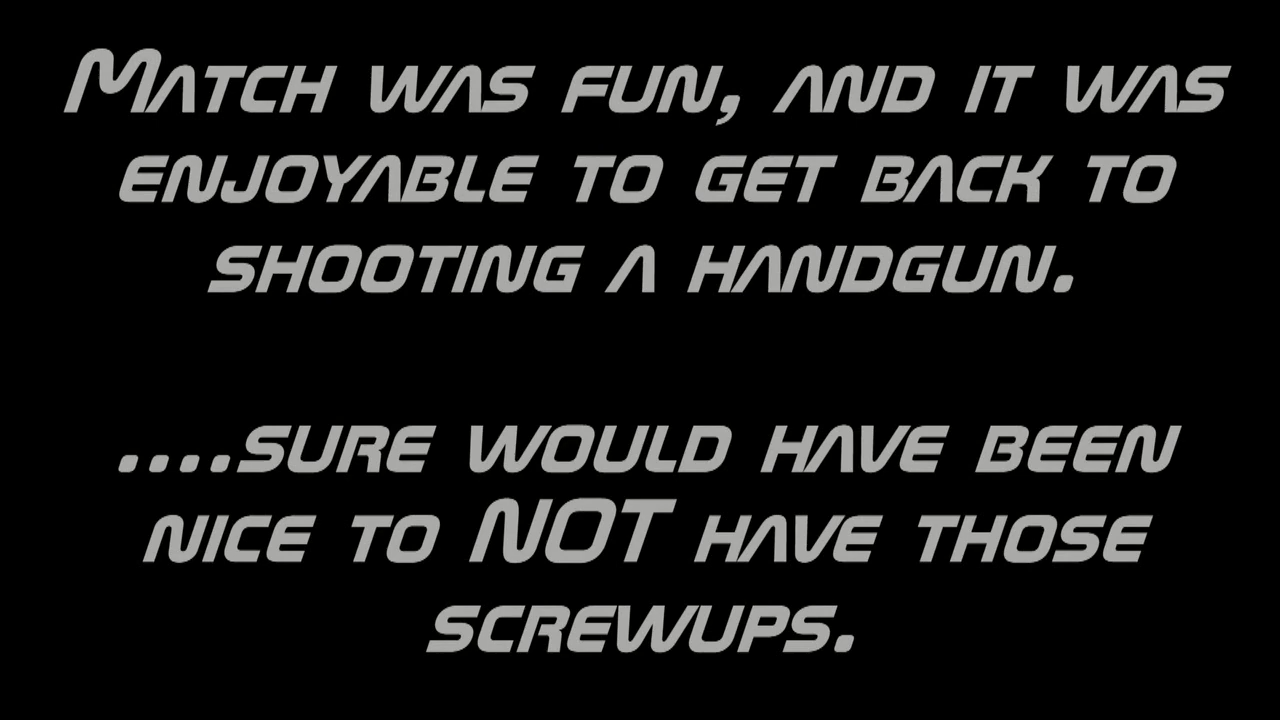 Match was fun, and it was
enjoyable to get back to
shooting a handgun.
....sure would have been
nice to NOT have those
screwups.